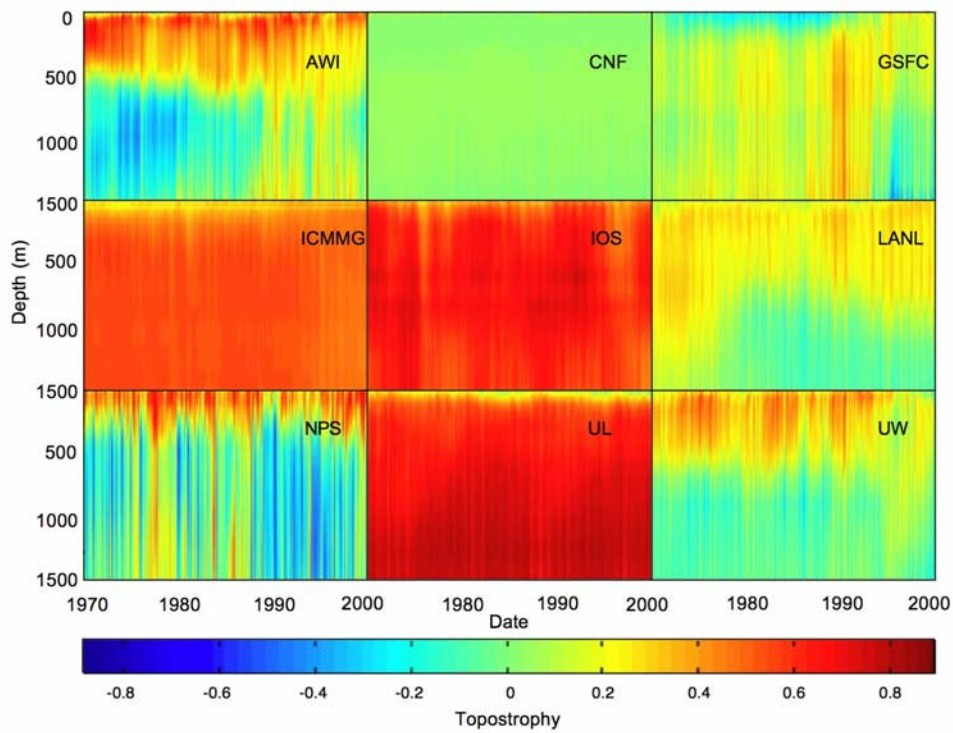 0
AWI
CNF
GSFC
500
1000
1500
ICMMG
IOS
LANL
Depth (m)
500
1000
1500
NPS
UL
UW
500
1000
1500
1970 1980 1990 2000 1980 1990 2000 1980 1990 2000
Date
-0.8 -0.6 -0.4 -0.2 0 0.2 0.4 0.6 0.8
Topostrophy